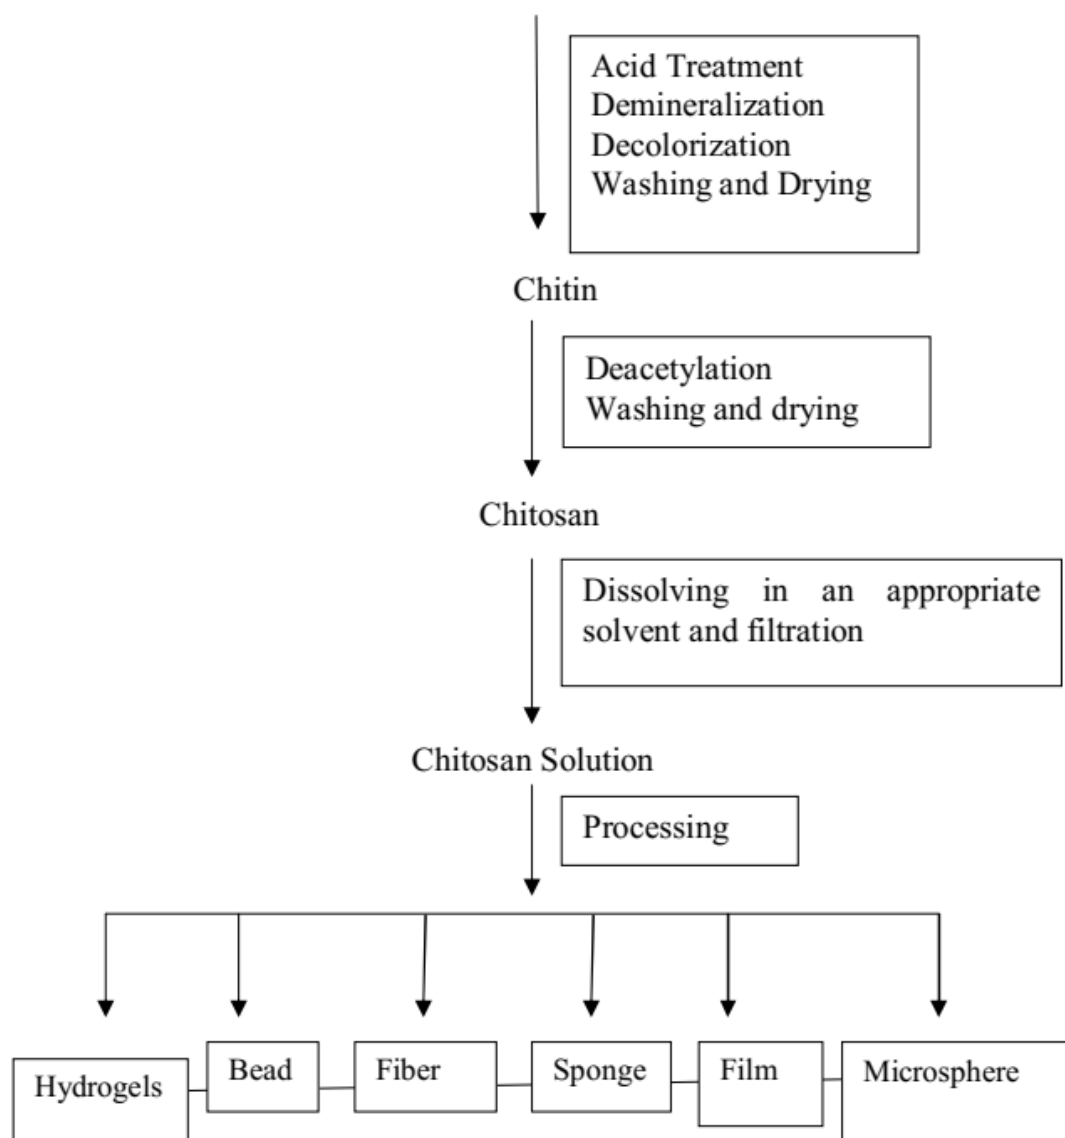 Acid Treatment
Demineralization
Decolorization
Washing and Drying
Chitin
Deacetylation
Washing and drying
Chitosan
Dissolving in an appropriate
solvent and filtration
Chitosan Solution
Processing
Hydrogels
Bead
Fiber
Sponge
Film
Microsphere